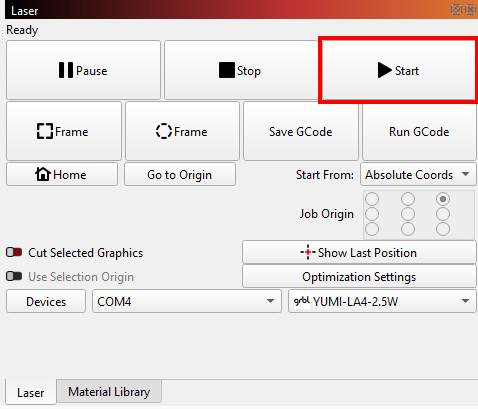 Laser
Ready
Pause
Stop
Start
Frame
Frame
Save GCode
Run GCode
Home
Go to Origin
Start From:
Absolute Coords
Job Origin
Cut Selected Graphics
Show Last Position
Use Selection Origin
Optimization Settings
Devices
COM4
grbl YUMI-LA4-2.5W
Laser
Material Library